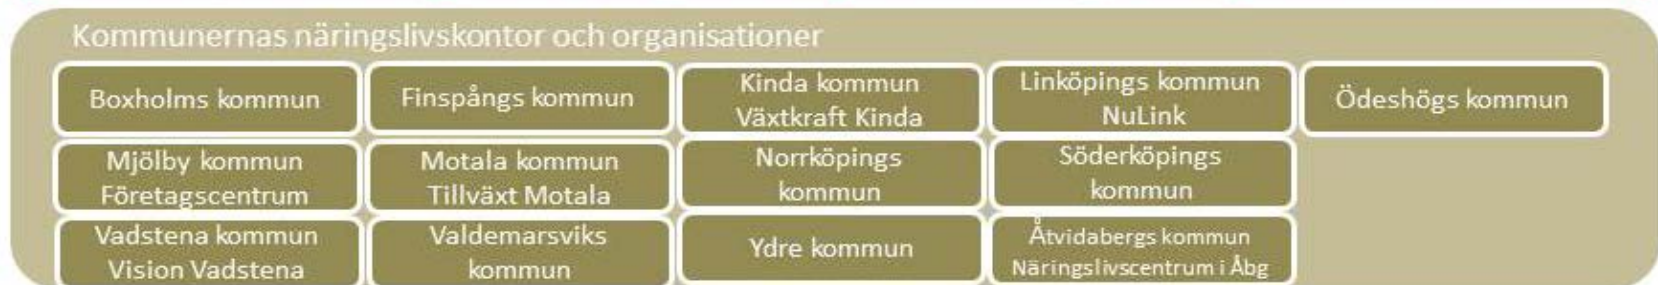 Kommunernas näringslivskontor och organisationer
Boxholms kommun
Finspångs kommun
Kinda kommun
Växtkraft Kinda
Linköpings kommun
NuLink
Ödeshögs kommun
Mjölby kommun
Företagscentrum
Motala kommun
Tillväxt Motala
Norrköpings
kommun
Söderköpings
kommun
Vadstena kommun
Vision Vadstena
Valdemarsviks
kommun
Ydre kommun
Åtvidabergs kommun
Näringslivscentrum i Åbg